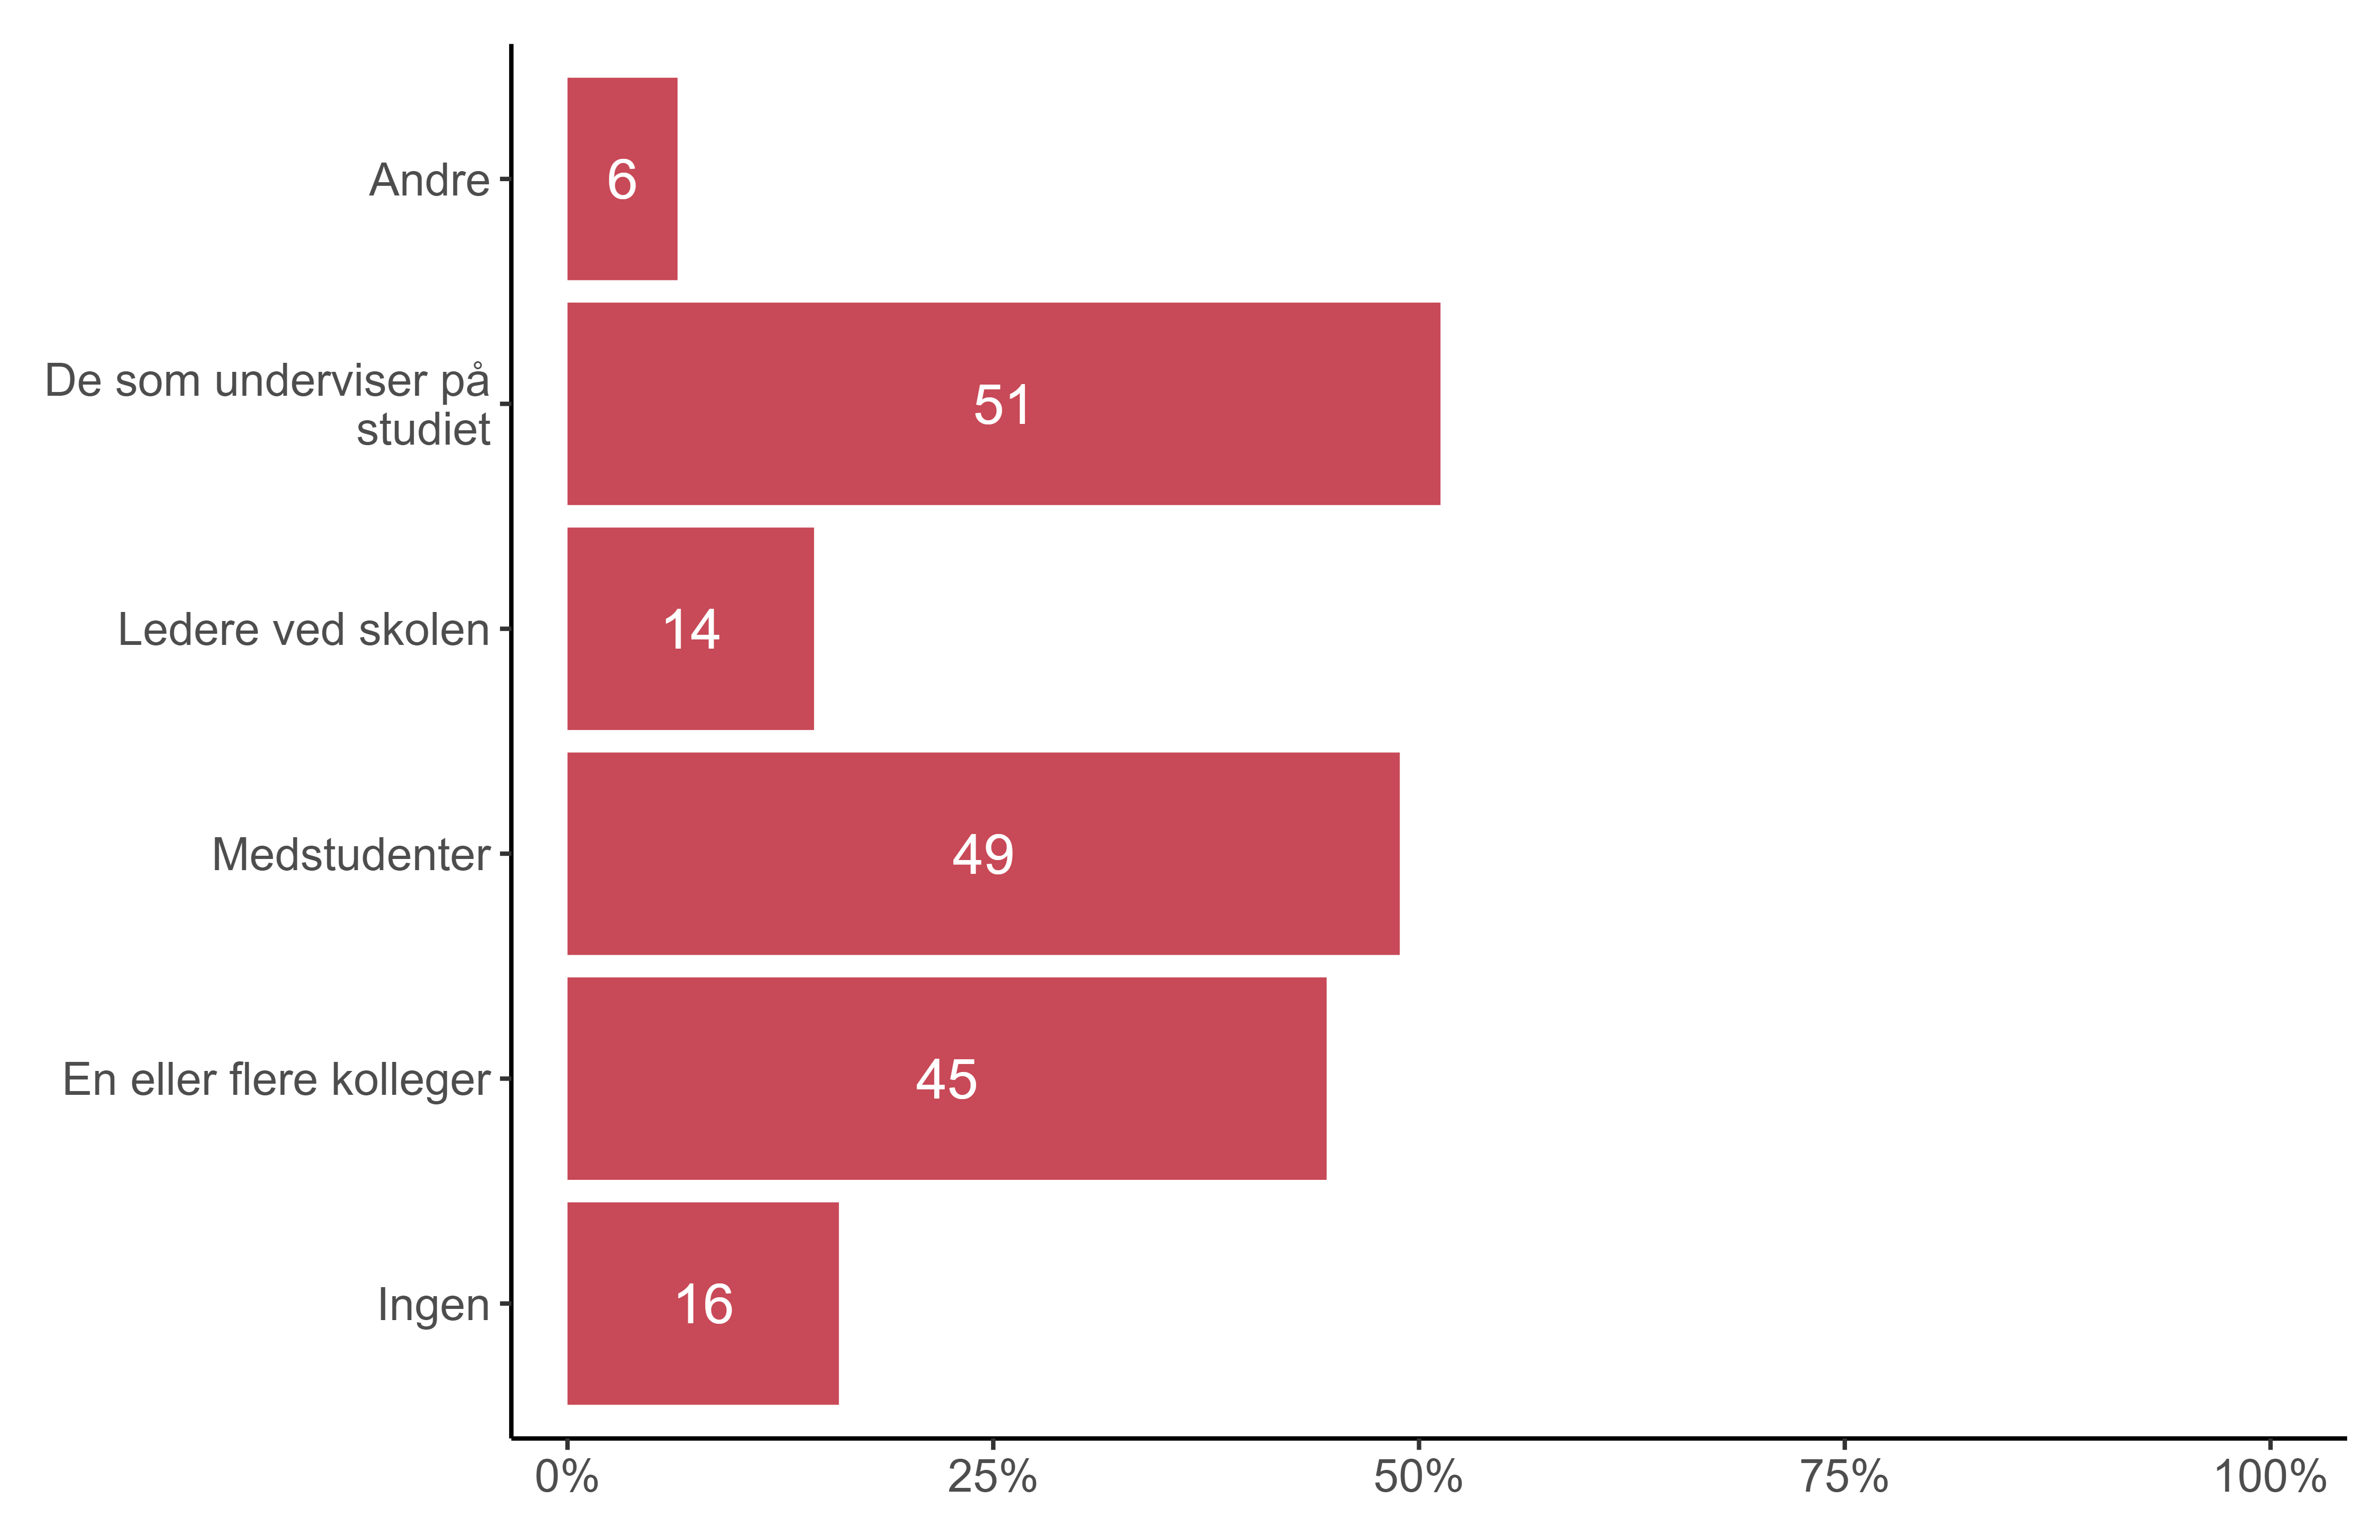 Andre
6
De som underviser på
studiet
51
Ledere ved skolen
14
Medstudenter
49
En eller flere kolleger
45
Ingen
16
0% 25% 50% 75% 100%